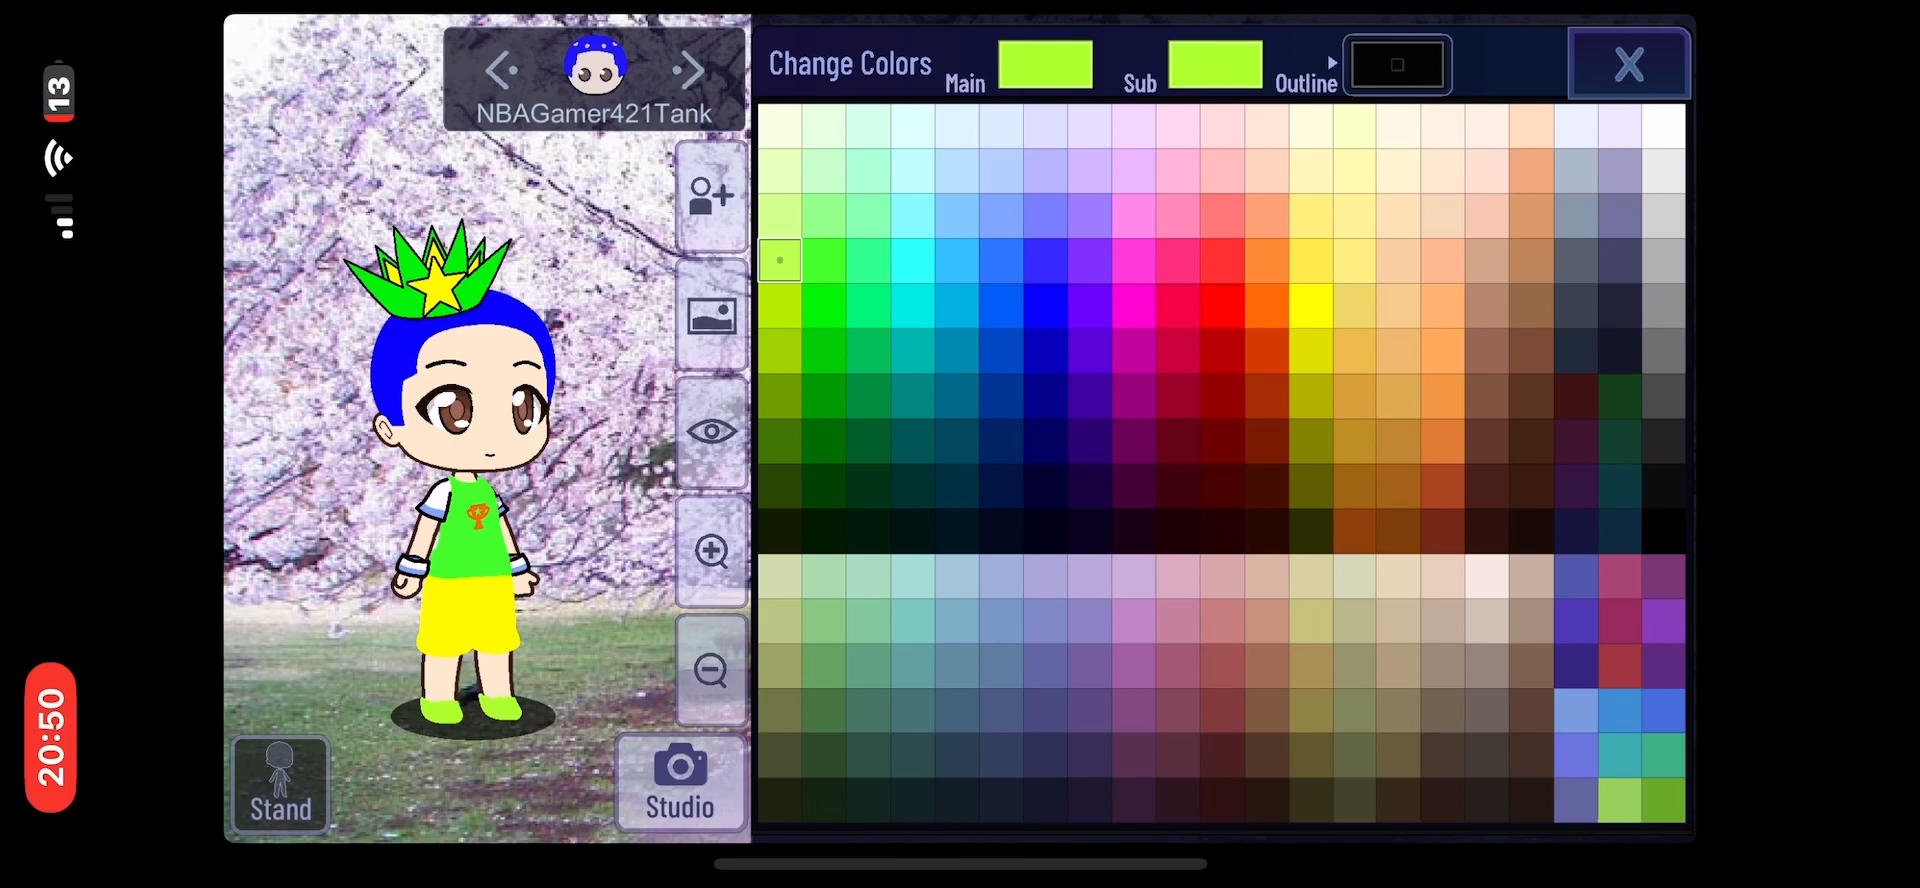 13
20:50
NBAGamer421Tank
Change Colors
Main
Sub
Outline
X
Stand
Studio